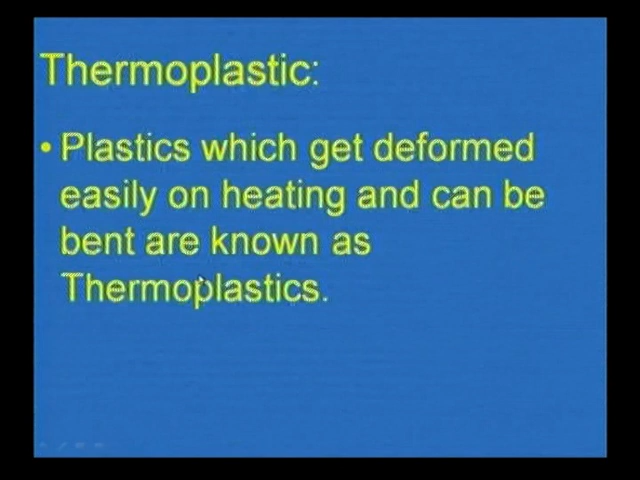 Thermoplastic:
• Plastics which get deformed
easily on heating and can be
bent are known as
Thermoplastics.